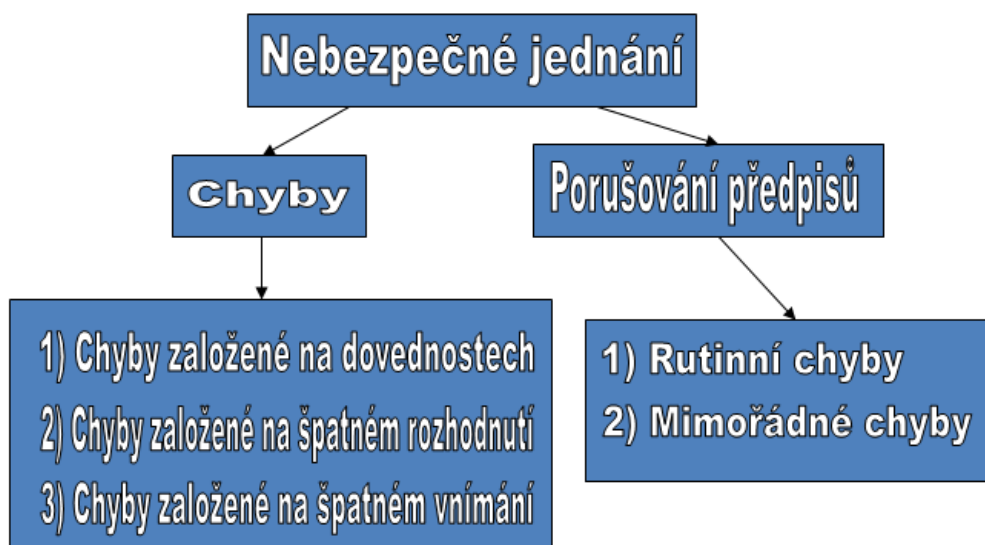 Nebezpečné jednání
Chyby
Porušování předpisů
1) Chyby založené na dovednostech
2) Chyby založené na špatném rozhodnutí
3) Chyby založené na špatném vnímání
1) Rutinní chyby
2) Mimořádné chyby